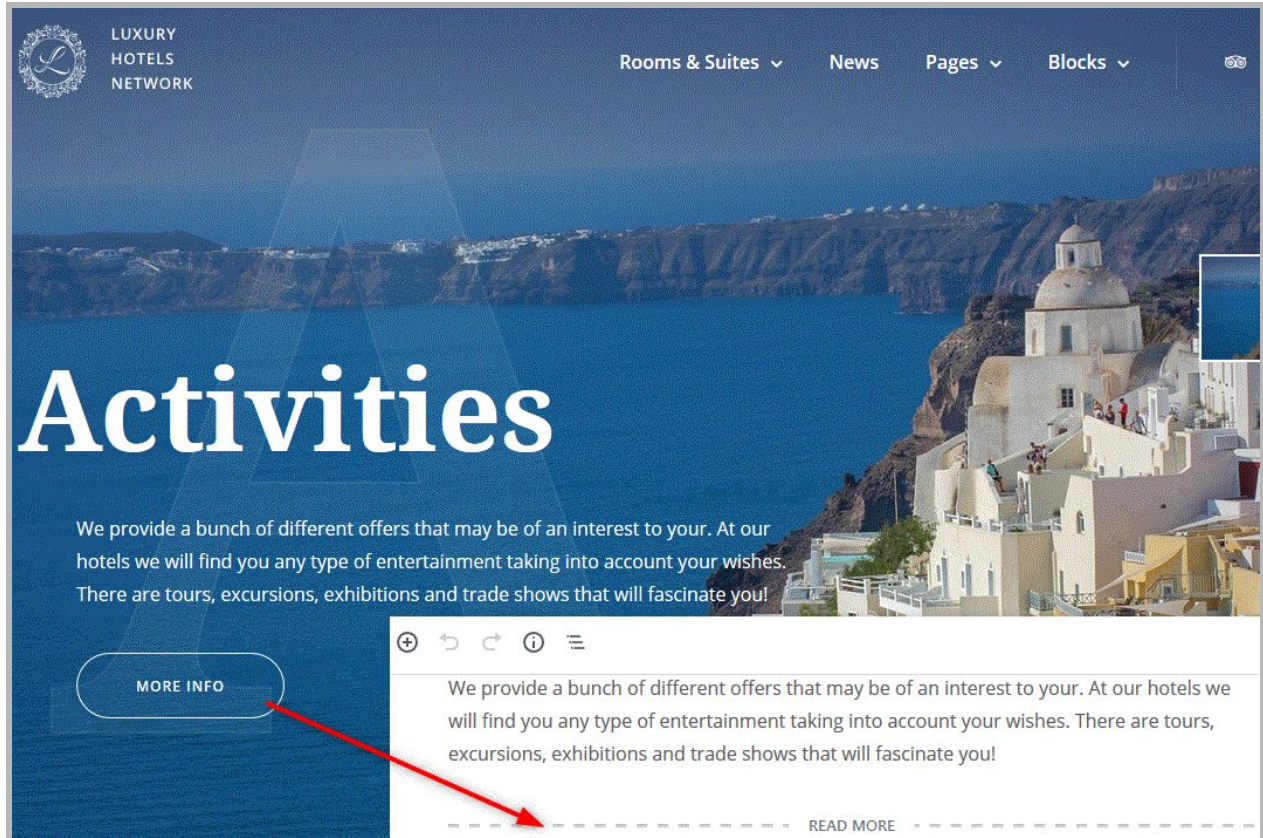 LUXURY
HOTELS
NETWORK
Rooms & Suites News Pages Blocks
Activities
We provide a bunch of different offers that may be of an interest to your. At our
hotels we will find you any type of entertainment taking into account your wishes.
There are tours, excursions, exhibitions and trade shows that will fascinate you!
MORE INFO
We provide a bunch of different offers that may be of an interest to your. At our hotels we
will find you any type of entertainment taking into account your wishes. There are tours,
excursions, exhibitions and trade shows that will fascinate you!
READ MORE